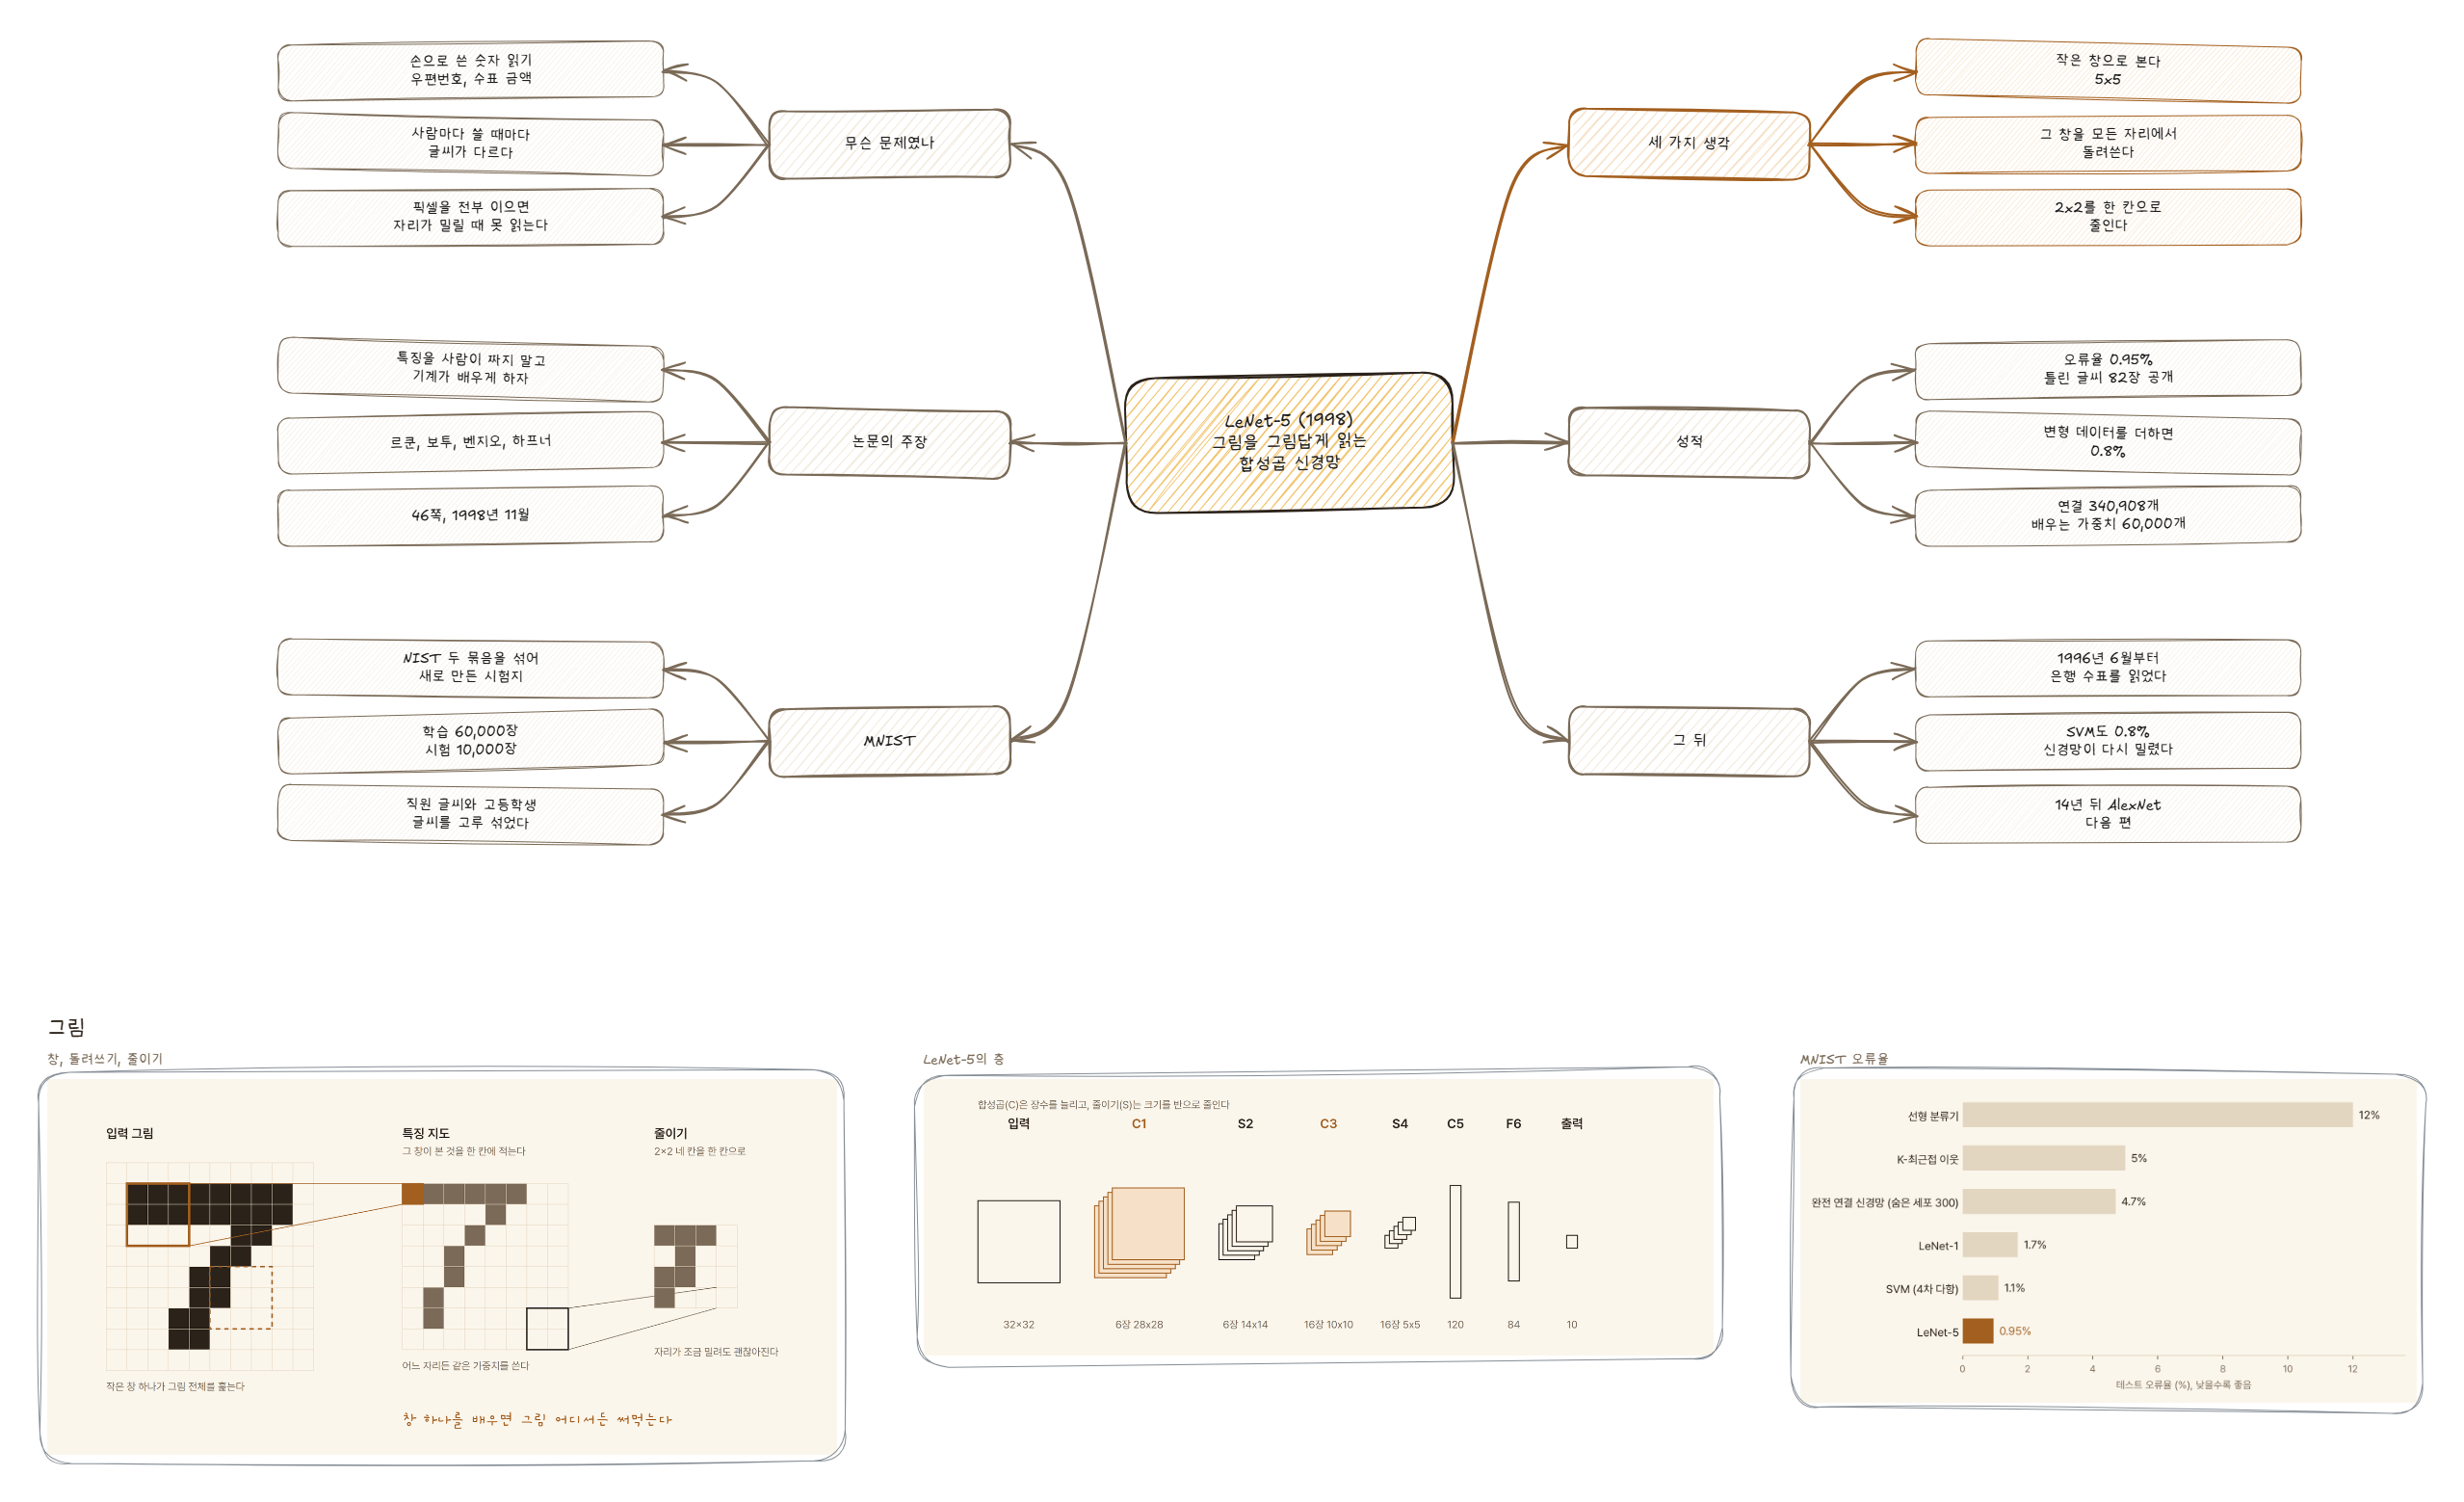 손으로 쓴 숫자 읽기
우편번호, 수표 금액
사람마다 쓸 때마다
글씨가 다르다
픽셀을 전부 이으면
자리가 밀릴 때 못 읽는다
무슨 문제였나
특징을 사람이 짜지 말고
기계가 배우게 하자
르쿤, 보투, 벤지오, 하프너
46쪽, 1998년 11월
논문의 주장
NIST 두 묶음을 섞어
새로 만든 시험지
학습 60,000장
시험 10,000장
직원 글씨와 고등학생
글씨를 고루 섞었다
MNIST
LeNet-5 (1998)
그림을 그림답게 읽는
합성곱 신경망
세 가지 생각
작은 창으로 본다
5x5
그 창을 모든 자리에서
돌려쓴다
2x2를 한 칸으로
줄인다
성적
오류율 0.95%
틀린 글씨 82장 공개
변형 데이터를 더하면
0.8%
연결 340,908개
배우는 가중치 60,000개
그 뒤
1996년 6월부터
은행 수표를 읽었다
SVM도 0.8%
신경망이 다시 밀렸다
14년 뒤 AlexNet
다음 편
그림
창, 돌려쓰기, 줄이기
입력 그림
특징 지도
그 창이 본 것을 한 칸에 적는다
줄이기
2×2 네 칸을 한 칸으로
작은 창 하나가 그림 전체를 훑는다
어느 자리든 같은 가중치를 쓴다
자리가 조금 밀려도 괜찮아진다
창 하나를 배우면 그림 어디서든 써먹는다
LeNet-5의 층
합성곱(C)은 장수를 늘리고, 줄이기(S)는 크기를 반으로 줄인다
입력 C1 S2 C3 S4 C5 F6 출력
32×32 6장 28x28 6장 14x14 16장 10x10 16장 5x5 120 84 10
MNIST 오류율
선형 분류기 12%
K-최근접 이웃 5%
완전 연결 신경망 (숨은 세포 300) 4.7%
LeNet-1 1.7%
SVM (4차 다항) 1.1%
LeNet-5 0.95%
0 2 4 6 8 10 12
테스트 오류율 (%), 낮을수록 좋음